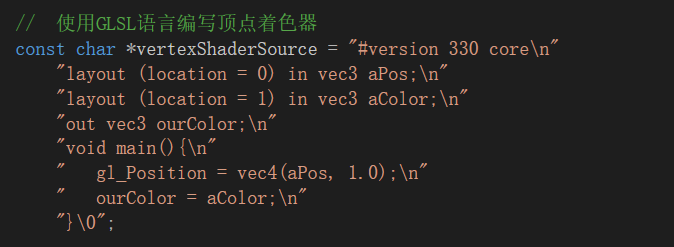 //  使用GLSL语言编写顶点着色器
const char *vertexShaderSource = "#version 330 core\n"
    "layout (location = 0) in vec3 aPos;\n"
    "layout (location = 1) in vec3 aColor;\n"
    "out vec3 ourColor;\n"
    "void main(){\n"
    "   gl_Position = vec4(aPos, 1.0);\n"
    "   ourColor = aColor;\n"
    "}\0";